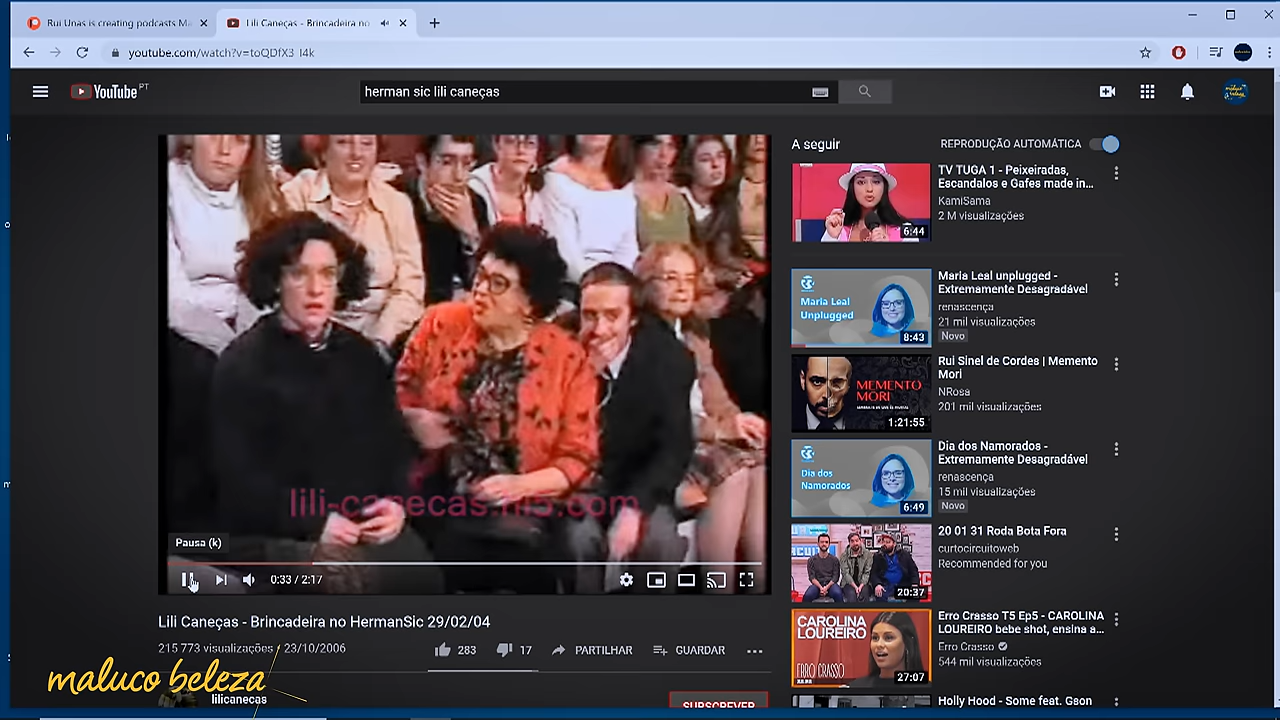 Rui Unas is creating podcasts Ma
Lili Caneças - Brincadeira no
youtube.com/watch?v=toQDfX3_I4k
YouTube PT
herman sic lili caneças
A seguir
REPRODUÇÃO AUTOMÁTICA
TV TUGA 1 - Peixeiradas,
Escandalos e Gafes made in...
KamiSama
2 M visualizações
6:44
Maria Leal
Unplugged
8:43
Maria Leal unplugged -
Extremamente Desagradável
renascença
21 mil visualizações
Novo
MEMENTO
MORI
1:21:55
Rui Sinel de Cordes | Memento
Mori
NRosa
201 mil visualizações
Dia dos
Namorados
6:49
Dia dos Namorados -
Extremamente Desagradável
renascença
15 mil visualizações
Novo
20:37
20 01 31 Roda Bota Fora
curtocircuitoweb
Recommended for you
CAROLINA
LOUREIRO
ERRO CRASSO
27:07
Erro Crasso T5 Ep5 - CAROLINA
LOUREIRO bebe shot, ensina a...
Erro Crasso
544 mil visualizações
Holly Hood - Some feat. Gson
lili-canecas.hi5.com
Pausa (k)
0:33 / 2:17
Lili Caneças - Brincadeira no HermanSic 29/02/04
215 773 visualizações / 23/10/2006
283
17
PARTILHAR
GUARDAR
SUBSCREVER
maluco beleza
lilicanecas